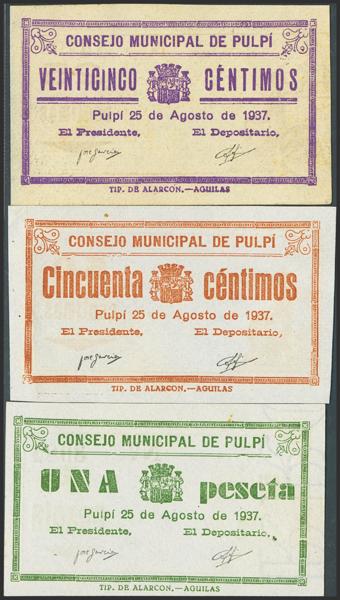 CONSEJO MUNICIPAL DE PULPÍ
VEINTICINCO CÉNTIMOS
Pulpí 25 de Agosto de 1937.
El Presidente, El Depositario,
TIP. DE ALARCON.—AGUILAS
CONSEJO MUNICIPAL DE PULPÍ
Cincuenta céntimos
Pulpí 25 de Agosto de 1937.
El Presidente, El Depositario,
TIP. DE ALARCON.—AGUILAS
CONSEJO MUNICIPAL DE PULPÍ
UNA peseta
Pulpí 25 de Agosto de 1937.
El Presidente, El Depositario,
TIP. DE ALARCON.—AGUILAS